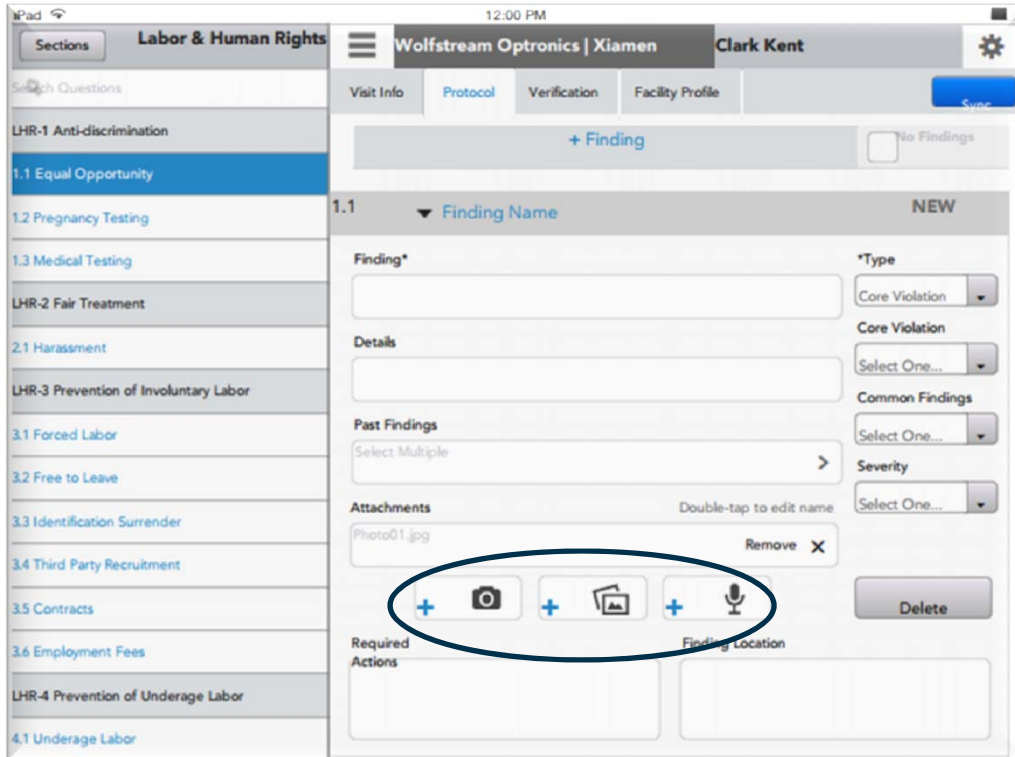 iPad 12:00 PM
Sections Labor & Human Rights
Search Questions
LHR-1 Anti-discrimination
1.1 Equal Opportunity
1.2 Pregnancy Testing
1.3 Medical Testing
LHR-2 Fair Treatment
2.1 Harassment
LHR-3 Prevention of Involuntary Labor
3.1 Forced Labor
3.2 Free to Leave
3.3 Identification Surrender
3.4 Third Party Recruitment
3.5 Contracts
3.6 Employment Fees
LHR-4 Prevention of Underage Labor
4.1 Underage Labor
Wolfstream Optronics | Xiamen Clark Kent
Visit Info Protocol Verification Facility Profile Sync
+ Finding No Findings
1.1 Finding Name NEW
Finding*
Details
Past Findings
Select Multiple
Attachments Double-tap to edit name
Photo01.jpg Remove X
+ + +
Required
Actions
Finding Location
*Type
Core Violation
Core Violation
Select One...
Common Findings
Select One...
Severity
Select One...
Delete